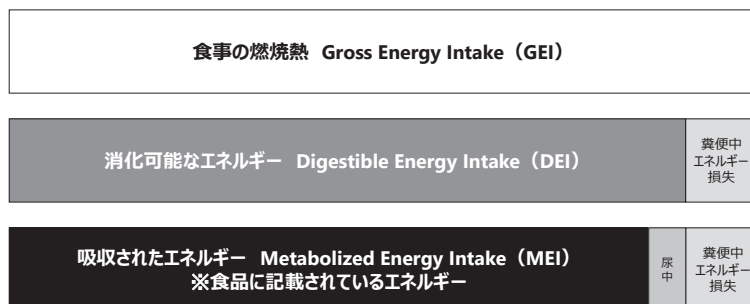 食事の燃焼熱 Gross Energy Intake（GEI）
消化可能なエネルギー Digestible Energy Intake（DEI）
糞便中
エネルギー
損失
吸収されたエネルギー Metabolized Energy Intake（MEI）
※食品に記載されているエネルギー
尿
中
糞便中
エネルギー
損失